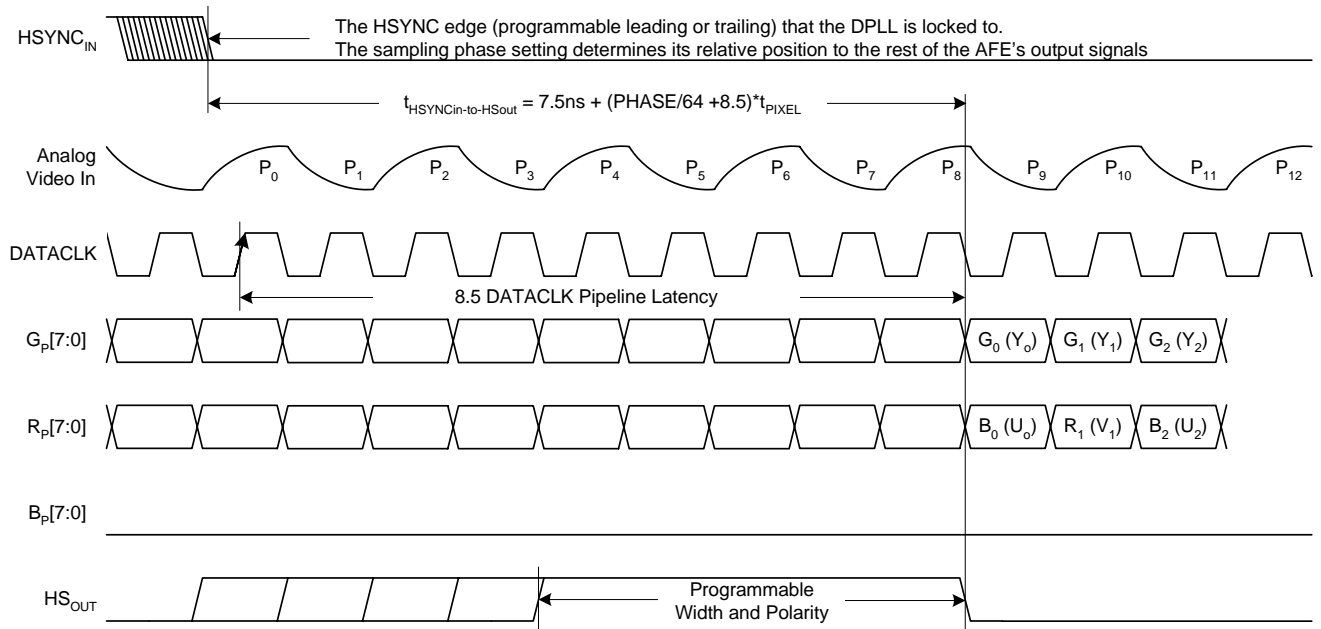 HSYNC_IN
The HSYNC edge (programmable leading or trailing) that the DPLL is locked to.
The sampling phase setting determines its relative position to the rest of the AFE's output signals
t_HSYNCin-to-HSout = 7.5ns + (PHASE/64 +8.5)*t_PIXEL
Analog
Video In
P_0 P_1 P_2 P_3 P_4 P_5 P_6 P_7 P_8 P_9 P_10 P_11 P_12
DATACLK
8.5 DATACLK Pipeline Latency
G_P[7:0]
G_0 (Y_o) G_1 (Y_1) G_2 (Y_2)
R_P[7:0]
B_0 (U_o) R_1 (V_1) B_2 (U_2)
B_P[7:0]
HS_OUT
Programmable
Width and Polarity